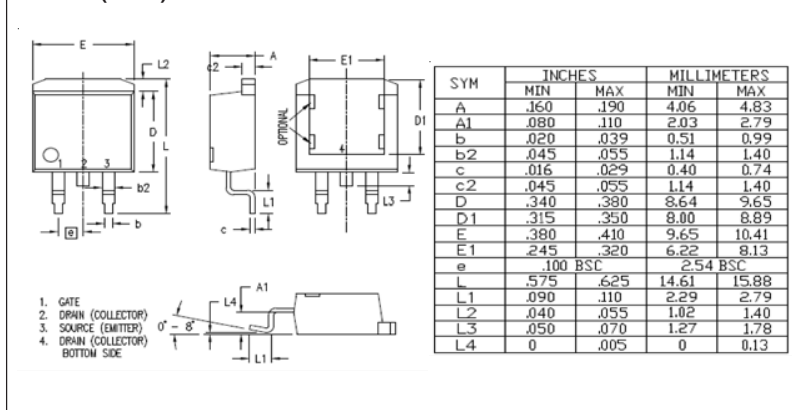 E
L2
A
c2
E1
OPTIONAL
D
L
D1
1 2 3
4
b2
L1
L3
c
e
b
A1
L4
0° - 8°
L1
1. GATE
2. DRAIN (COLLECTOR)
3. SOURCE (EMITTER)
4. DRAIN (COLLECTOR)
BOTTOM SIDE
SYM INCHES MILLIMETERS
MIN MAX MIN MAX
A .160 .190 4.06 4.83
A1 .080 .110 2.03 2.79
b .020 .039 0.51 0.99
b2 .045 .055 1.14 1.40
c .016 .029 0.40 0.74
c2 .045 .055 1.14 1.40
D .340 .380 8.64 9.65
D1 .315 .350 8.00 8.89
E .380 .410 9.65 10.41
E1 .245 .320 6.22 8.13
e .100 BSC 2.54 BSC
L .575 .625 14.61 15.88
L1 .090 .110 2.29 2.79
L2 .040 .055 1.02 1.40
L3 .050 .070 1.27 1.78
L4 0 .005 0 0.13